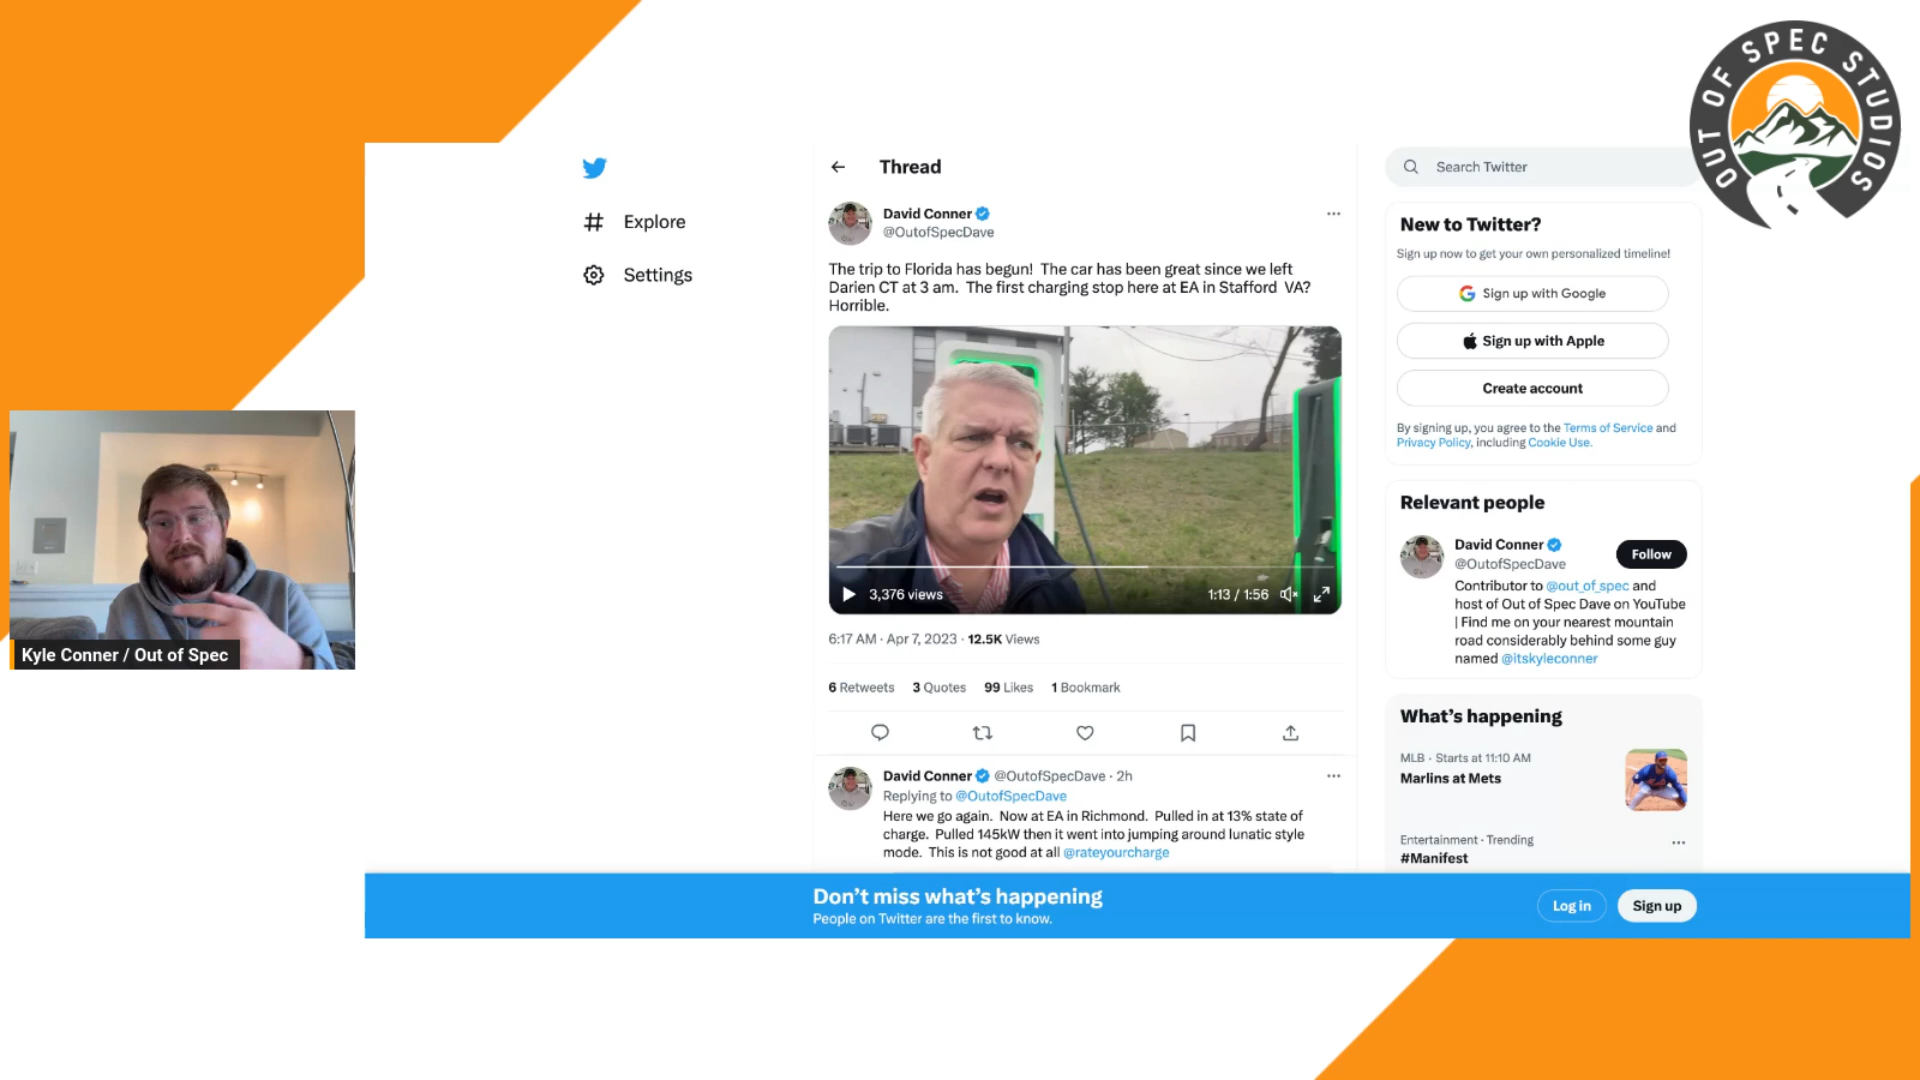 OUT OF SPEC STUDIOS
Explore
Settings
Thread
David Conner
@OutofSpecDave
The trip to Florida has begun! The car has been great since we left
Darien CT at 3 am. The first charging stop here at EA in Stafford VA?
Horrible.
3,376 views
1:13 / 1:56
6:17 AM · Apr 7, 2023 · 12.5K Views
6 Retweets 3 Quotes 99 Likes 1 Bookmark
David Conner @OutofSpecDave · 2h
Replying to @OutofSpecDave
Here we go again. Now at EA in Richmond. Pulled in at 13% state of
charge. Pulled 145kW then it went into jumping around lunatic style
mode. This is not good at all @rateyourcharge
Search Twitter
New to Twitter?
Sign up now to get your own personalized timeline!
Sign up with Google
Sign up with Apple
Create account
By signing up, you agree to the Terms of Service and
Privacy Policy, including Cookie Use.
Relevant people
David Conner
@OutofSpecDave
Follow
Contributor to @out_of_spec and
host of Out of Spec Dave on YouTube
| Find me on your nearest mountain
road considerably behind some guy
named @itskyleconner
What's happening
MLB · Starts at 11:10 AM
Marlins at Mets
Entertainment · Trending
#Manifest
Don't miss what's happening
People on Twitter are the first to know.
Log in
Sign up
Kyle Conner / Out of Spec